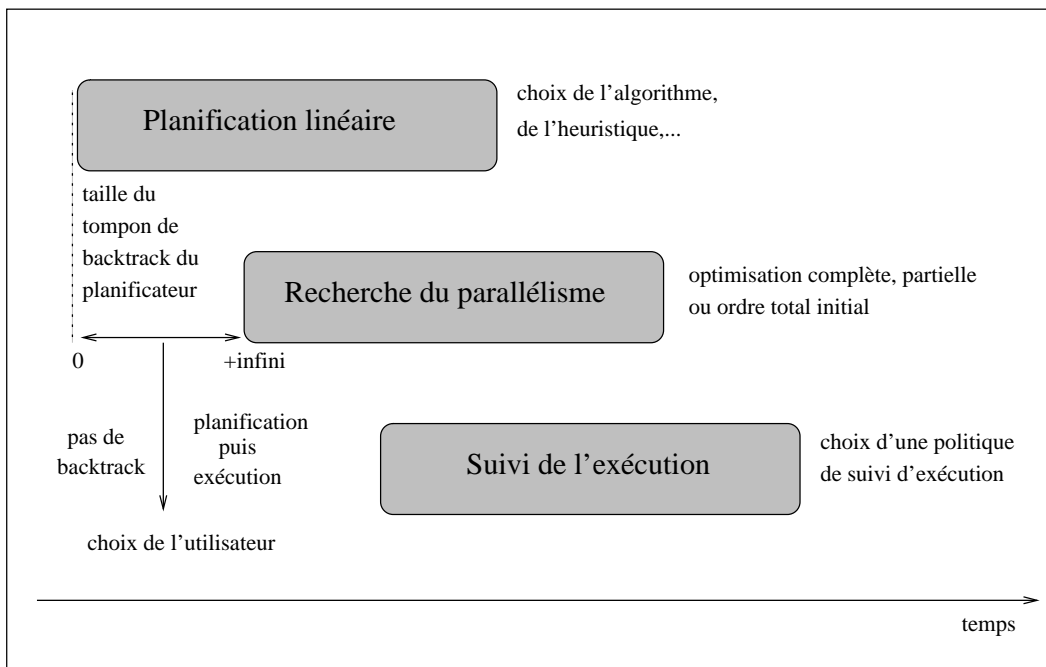 Planification linéaire
choix de l'algorithme,
de l'heuristique,...
taille du
tompon de
backtrack du
planificateur
Recherche du parallélisme
optimisation complète, partielle
ou ordre total initial
0
+infini
pas de
backtrack
planification
puis
exécution
Suivi de l'exécution
choix d'une politique
de suivi d'exécution
choix de l'utilisateur
temps